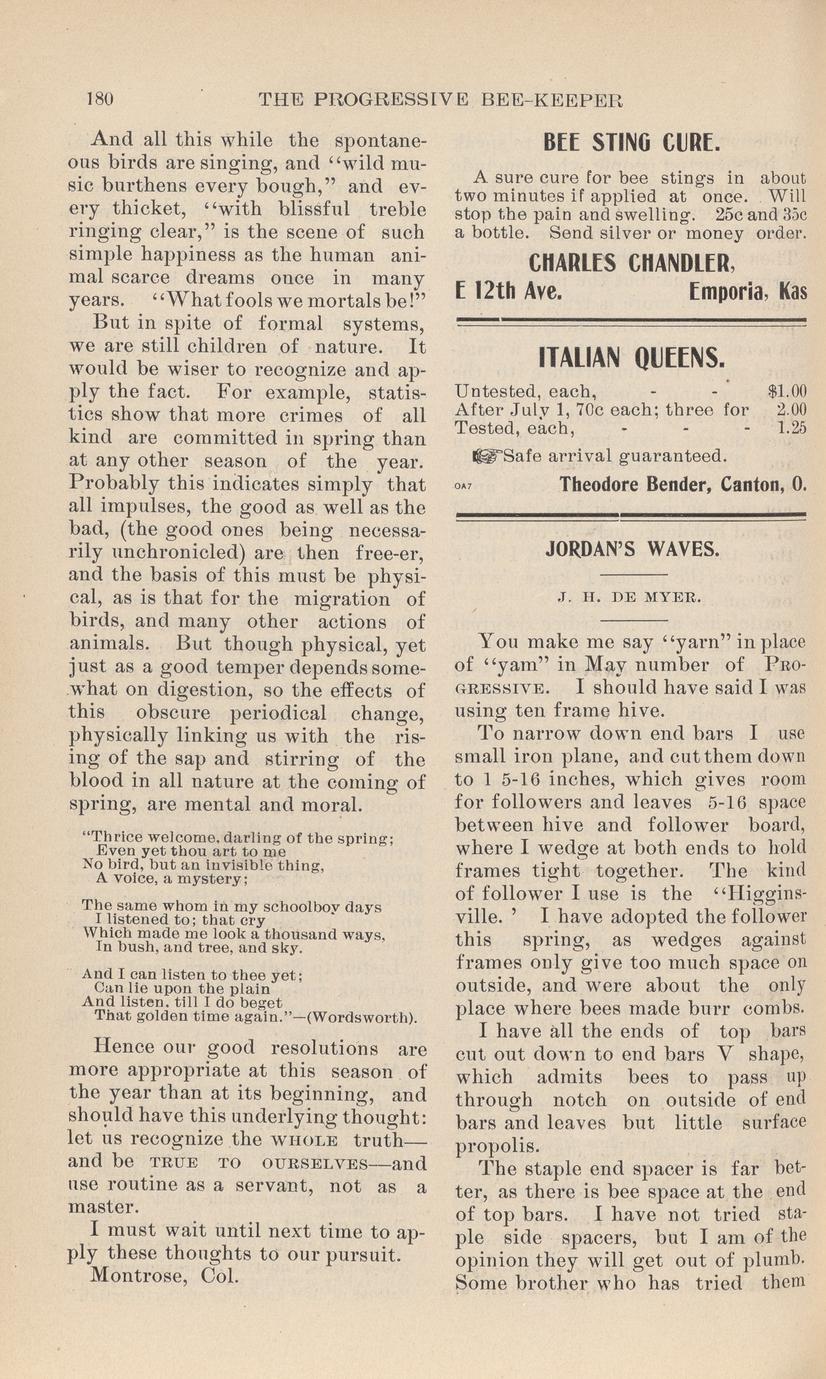 180 THE PROGRESSIVE BEE-KEEPER
And all this while the spontane-
ous birds are singing, and “wild mu-
sic burthens every bough,” and ev-
ery thicket, “with blissful treble
ringing clear,” is the scene of such
simple happiness as the human ani-
mal scarce dreams once in many
years. “What fools we mortals be!”
But in spite of formal systems,
we are still children of nature. It
would be wiser to recognize and ap-
ply the fact. For example, statis-
tics show that more crimes of all
kind are committed in spring than
at any other season of the year.
Probably this indicates simply that
all impulses, the good as well as the
bad, (the good ones being necessa-
rily unchronicled) are then free-er,
and the basis of this must be physi-
cal, as is that for the migration of
birds, and many other actions of
animals. But though physical, yet
just as a good temper depends some-
what on digestion, so the effects of
this obscure periodical change,
physically linking us with the ris-
ing of the sap and stirring of the
blood in all nature at the coming of
spring, are mental and moral.
“Thrice welcome, darling of the spring;
Even yet thou art to me
No bird, but an invisible thing,
A voice, a mystery;
The same whom in my schoolboy days
I listened to; that cry
Which made me look a thousand ways,
In bush, and tree, and sky.
And I can listen to thee yet;
Can lie upon the plain
And listen, till I do beget
That golden time again.”—(Wordsworth).
Hence our good resolutions are
more appropriate at this season of
the year than at its beginning, and
should have this underlying thought:
let us recognize the WHOLE truth—
and be TRUE TO OURSELVES—and
use routine as a servant, not as a
master.
I must wait until next time to ap-
ply these thoughts to our pursuit.
Montrose, Col.
BEE STING CURE.
A sure cure for bee stings in about
two minutes if applied at once. Will
stop the pain and swelling. 25c and 35c
a bottle. Send silver or money order.
CHARLES CHANDLER,
E 12th Ave. Emporia, Kas
ITALIAN QUEENS.
Untested, each, - - $1.00
After July 1, 70c each; three for 2.00
Tested, each, - - - 1.25
☞Safe arrival guaranteed.
OA7 Theodore Bender, Canton, O.
JORDAN'S WAVES.
J. H. DE MYER.
You make me say “yarn” in place
of “yam” in May number of PRO-
GRESSIVE. I should have said I was
using ten frame hive.
To narrow down end bars I use
small iron plane, and cut them down
to 1 5-16 inches, which gives room
for followers and leaves 5-16 space
between hive and follower board,
where I wedge at both ends to hold
frames tight together. The kind
of follower I use is the “Higgins-
ville. ’ I have adopted the follower
this spring, as wedges against
frames only give too much space on
outside, and were about the only
place where bees made burr combs.
I have all the ends of top bars
cut out down to end bars V shape,
which admits bees to pass up
through notch on outside of end
bars and leaves but little surface
propolis.
The staple end spacer is far bet-
ter, as there is bee space at the end
of top bars. I have not tried sta-
ple side spacers, but I am of the
opinion they will get out of plumb.
Some brother who has tried them